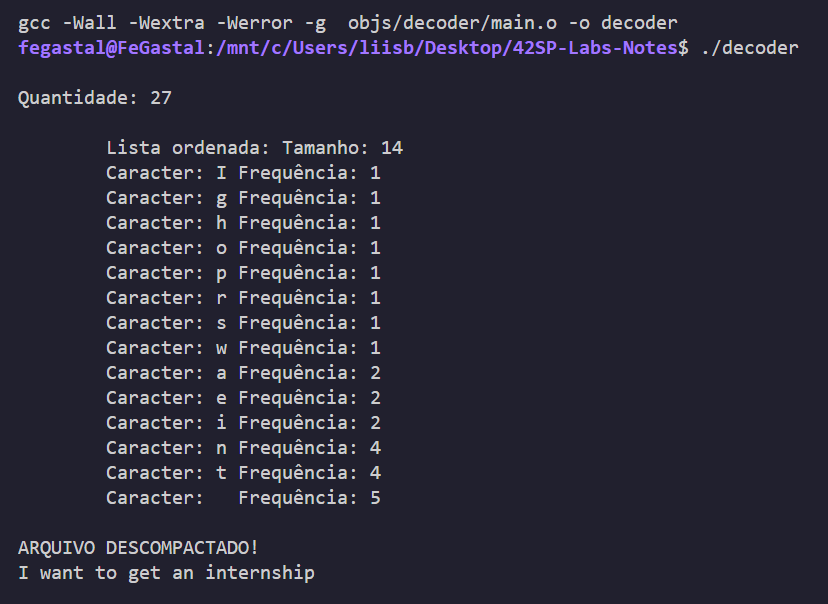 gcc -Wall -Wextra -Werror -g  objs/decoder/main.o -o decoder
fegastal@FeGastal:/mnt/c/Users/liisb/Desktop/42SP-Labs-Notes$ ./decoder
Quantidade: 27
Lista ordenada: Tamanho: 14
Caracter: I Frequência: 1
Caracter: g Frequência: 1
Caracter: h Frequência: 1
Caracter: o Frequência: 1
Caracter: p Frequência: 1
Caracter: r Frequência: 1
Caracter: s Frequência: 1
Caracter: w Frequência: 1
Caracter: a Frequência: 2
Caracter: e Frequência: 2
Caracter: i Frequência: 2
Caracter: n Frequência: 4
Caracter: t Frequência: 4
Caracter:   Frequência: 5
ARQUIVO DESCOMPACTADO!
I want to get an internship